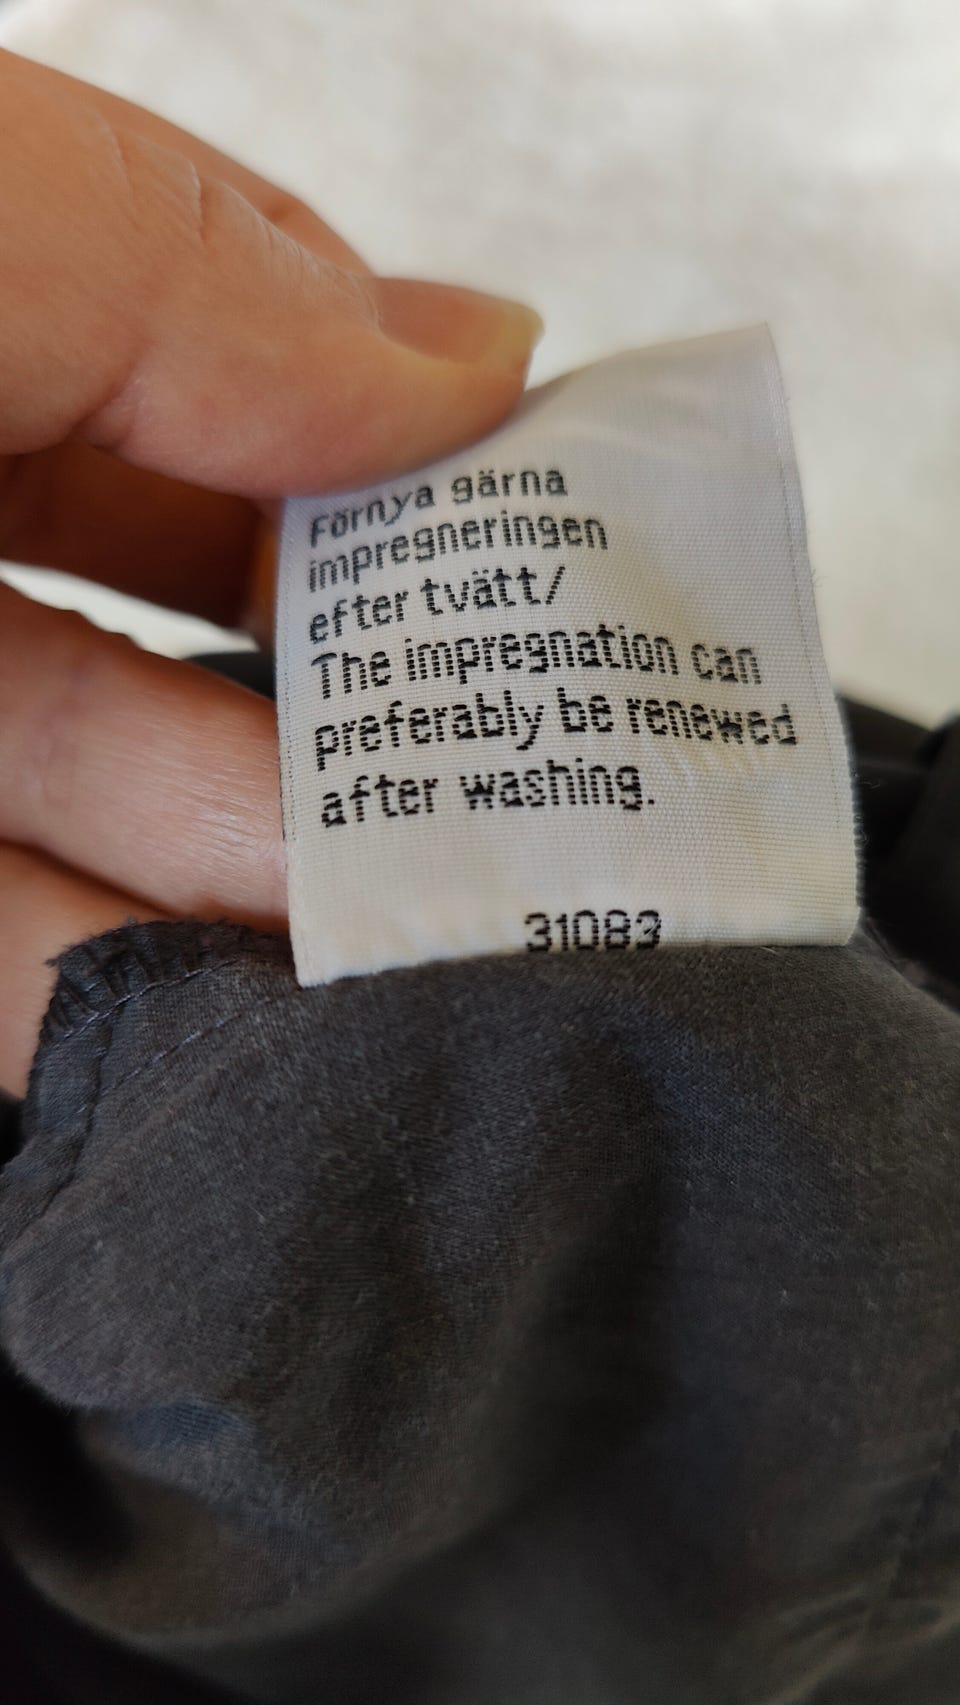 Förnya gärna
impregneringen
efter tvätt/
The impregnation can
preferably be renewed
after washing.
31083